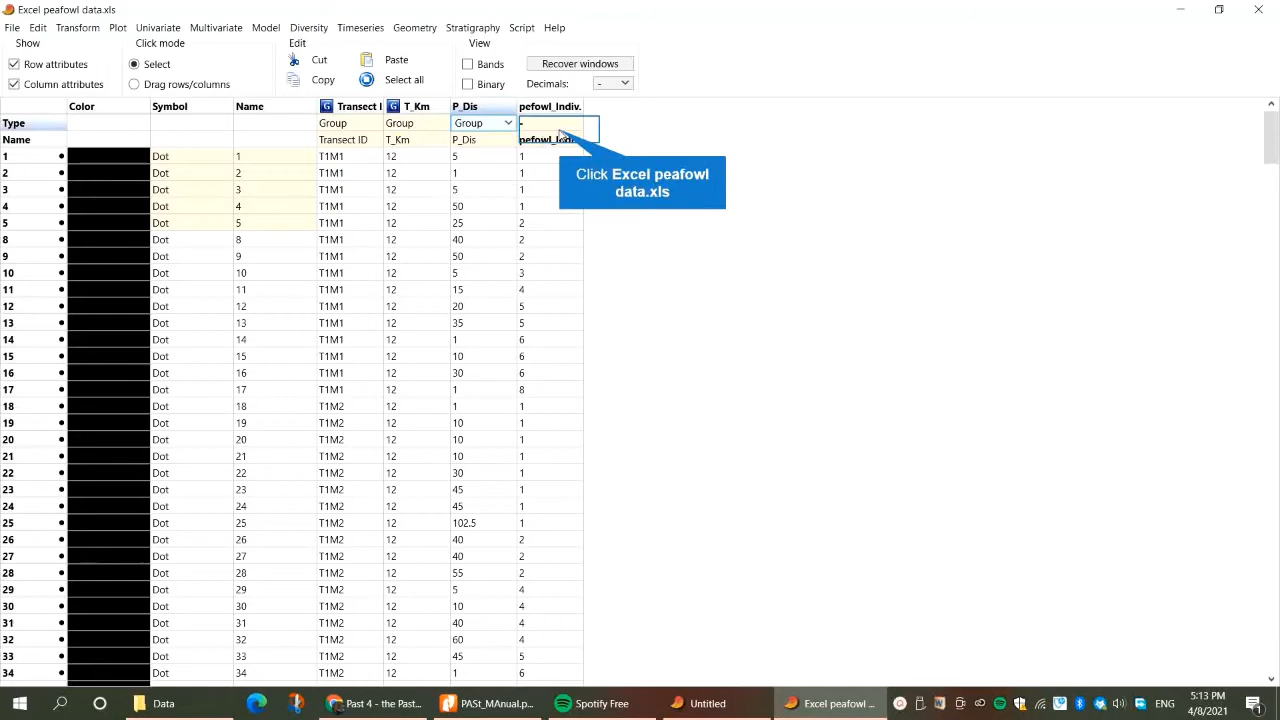 Excel peafowl data.xls
File Edit Transform Plot Univariate Multivariate Model Diversity Timeseries Geometry Stratigraphy Script Help
Show Click mode Edit View
Row attributes Select Cut Paste Bands Recover windows
Column attributes Drag rows/columns Copy Select all Binary Decimals: -
Color Symbol Name G Transect I G T_Km P_Dis pefowl_Indiv.
Type Group Group Group -
Name Transect ID T_Km P_Dis
1 Dot 1 T1M1 12 5 1
2 Dot 2 T1M1 12 1 1
3 Dot 3 T1M1 12 5 1
4 Dot 4 T1M1 12 50 1
5 Dot 5 T1M1 12 25 2
8 Dot 8 T1M1 12 40 2
9 Dot 9 T1M1 12 50 2
10 Dot 10 T1M1 12 5 3
11 Dot 11 T1M1 12 15 4
12 Dot 12 T1M1 12 20 5
13 Dot 13 T1M1 12 35 5
14 Dot 14 T1M1 12 1 6
15 Dot 15 T1M1 12 10 6
16 Dot 16 T1M1 12 30 6
17 Dot 17 T1M1 12 1 8
18 Dot 18 T1M2 12 1 1
19 Dot 19 T1M2 12 10 1
20 Dot 20 T1M2 12 10 1
21 Dot 21 T1M2 12 10 1
22 Dot 22 T1M2 12 30 1
23 Dot 23 T1M2 12 45 1
24 Dot 24 T1M2 12 45 1
25 Dot 25 T1M2 12 102.5 1
26 Dot 26 T1M2 12 40 2
27 Dot 27 T1M2 12 40 2
28 Dot 28 T1M2 12 55 2
29 Dot 29 T1M2 12 5 4
30 Dot 30 T1M2 12 10 4
31 Dot 31 T1M2 12 40 4
32 Dot 32 T1M2 12 60 4
33 Dot 33 T1M2 12 45 5
34 Dot 34 T1M2 12 1 6
Click Excel peafowl
data.xls
Data Past 4 - the Past... PASt_MAnual.p... Spotify Free Untitled Excel peafowl ... 5:13 PM
4/8/2021